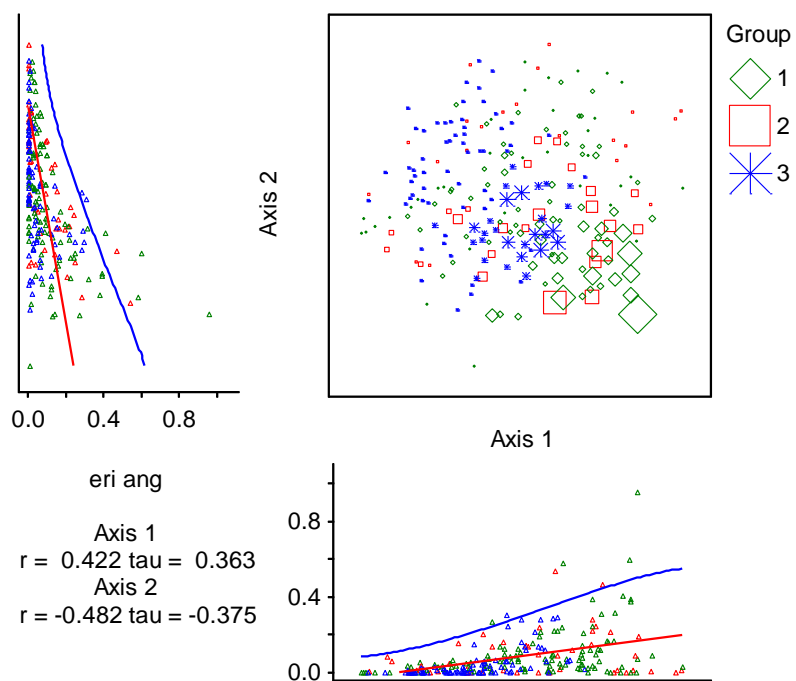 Group
1
2
3
Axis 2
0.0 0.4 0.8
Axis 1
eri ang
Axis 1
r = 0.422 tau = 0.363
Axis 2
r = -0.482 tau = -0.375
0.8
0.4
0.0